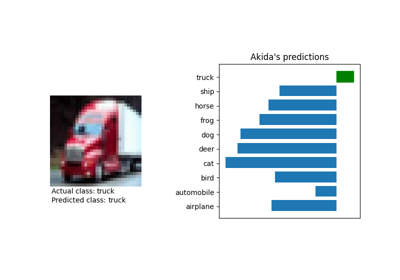 Akida's predictions
truck
ship
horse
frog
dog
deer
cat
bird
automobile
airplane
Actual class: truck
Predicted class: truck